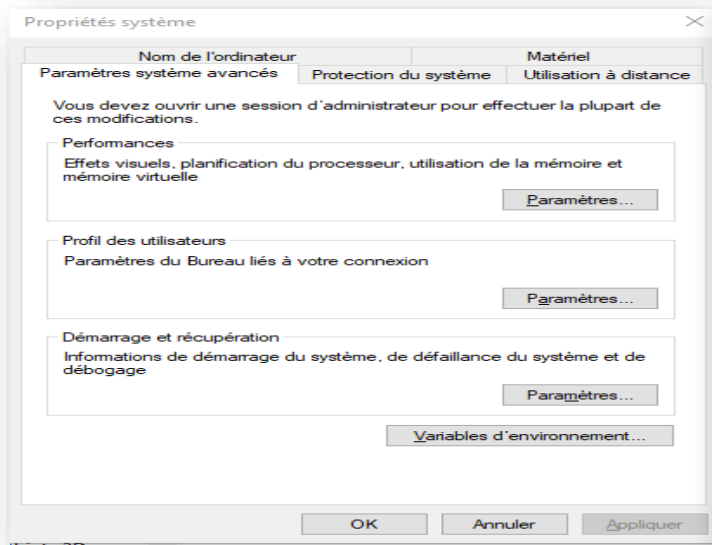 Propriétés système
Nom de l'ordinateur
Matériel
Paramètres système avancés
Protection du système
Utilisation à distance
Vous devez ouvrir une session d'administrateur pour effectuer la plupart de
ces modifications.
Performances
Effets visuels, planification du processeur, utilisation de la mémoire et
mémoire virtuelle
Paramètres...
Profil des utilisateurs
Paramètres du Bureau liés à votre connexion
Paramètres...
Démarrage et récupération
Informations de démarrage du système, de défaillance du système et de
débogage
Paramètres...
Variables d'environnement...
OK
Annuler
Appliquer